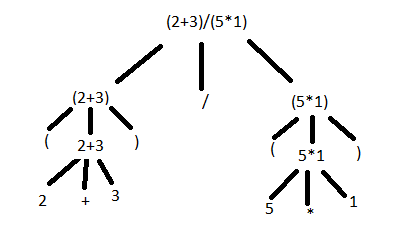 (2+3)/(5*1)
(2+3) / (5*1)
( 2+3 ) ( 5*1 )
2 + 3 5 * 1